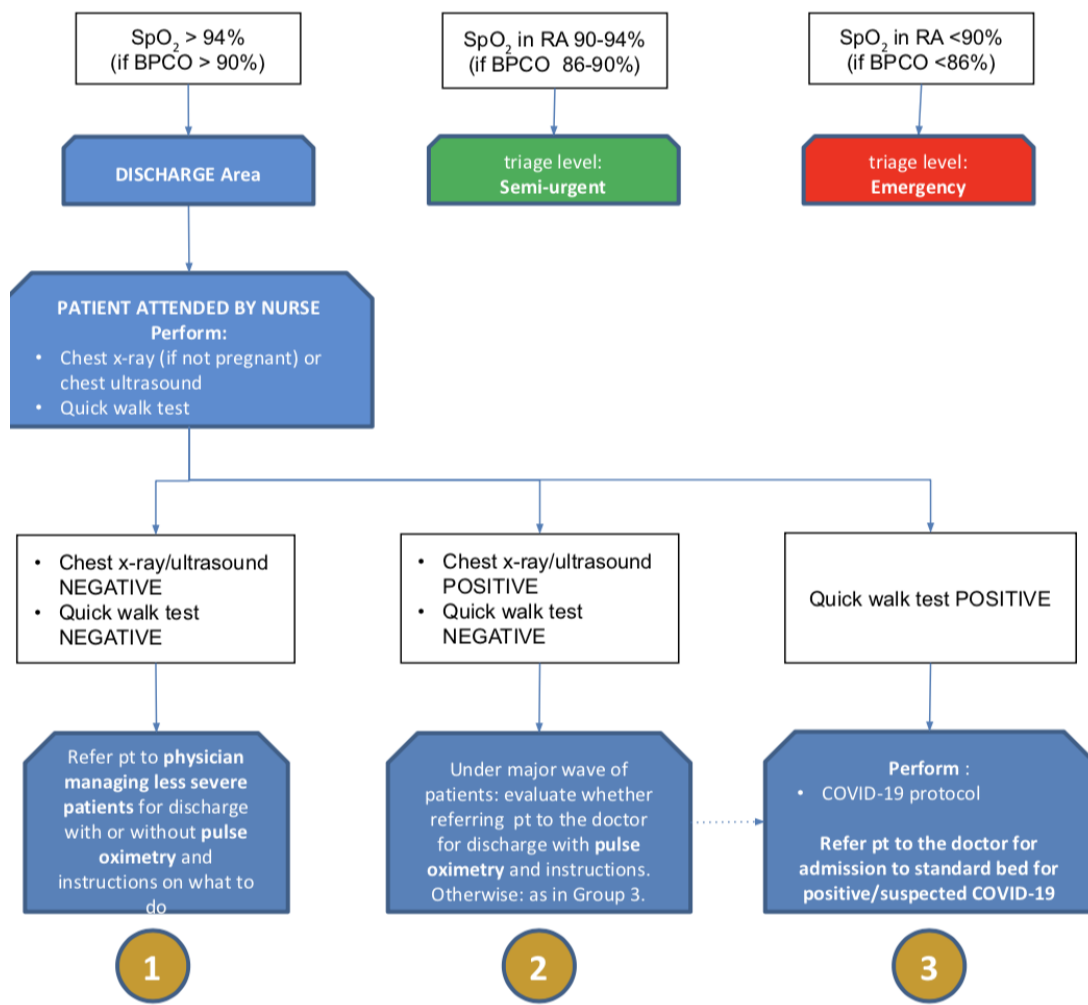 SpO₂ > 94%
(if BPCO > 90%)
SpO₂ in RA 90-94%
(if BPCO  86-90%)
SpO₂ in RA <90%
(if BPCO <86%)
DISCHARGE Area
triage level:
Semi-urgent
triage level:
Emergency
PATIENT ATTENDED BY NURSE
Perform:
• Chest x-ray (if not pregnant) or
chest ultrasound
• Quick walk test
• Chest x-ray/ultrasound
NEGATIVE
• Quick walk test
NEGATIVE
• Chest x-ray/ultrasound
POSITIVE
• Quick walk test
NEGATIVE
Quick walk test POSITIVE
Refer pt to physician
managing less severe
patients for discharge
with or without pulse
oximetry and
instructions on what to
do
Under major wave of
patients: evaluate whether
referring  pt to the doctor
for discharge with pulse
oximetry and instructions.
Otherwise: as in Group 3.
Perform :
• COVID-19 protocol
Refer pt to the doctor for
admission to standard bed for
positive/suspected COVID-19
1
2
3